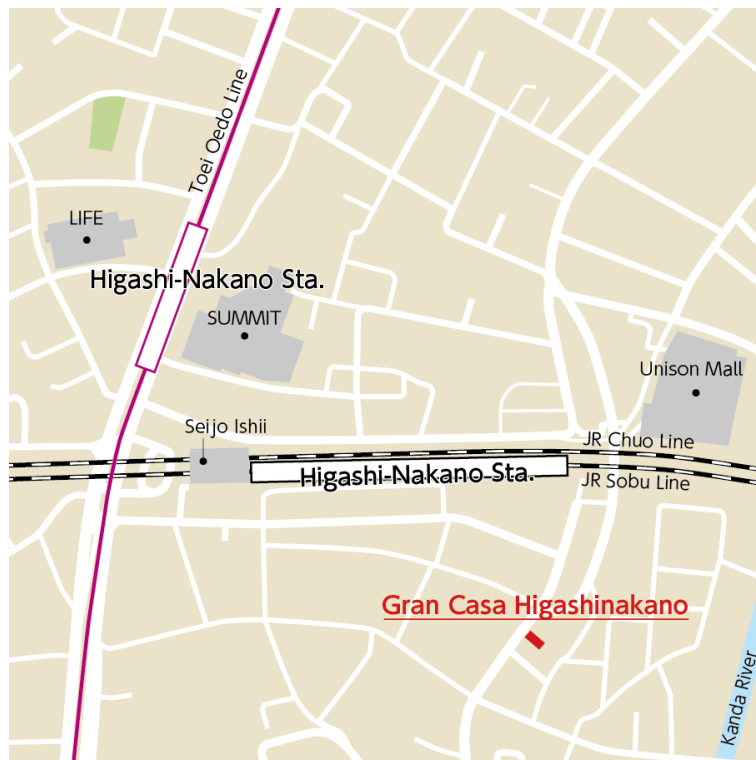 Toei Oedo Line
LIFE
Higashi-Nakano Sta.
SUMMIT
Unison Mall
Seijo Ishii
JR Chuo Line
Higashi-Nakano Sta.
JR Sobu Line
Gran Casa Higashinakano
Kanda River